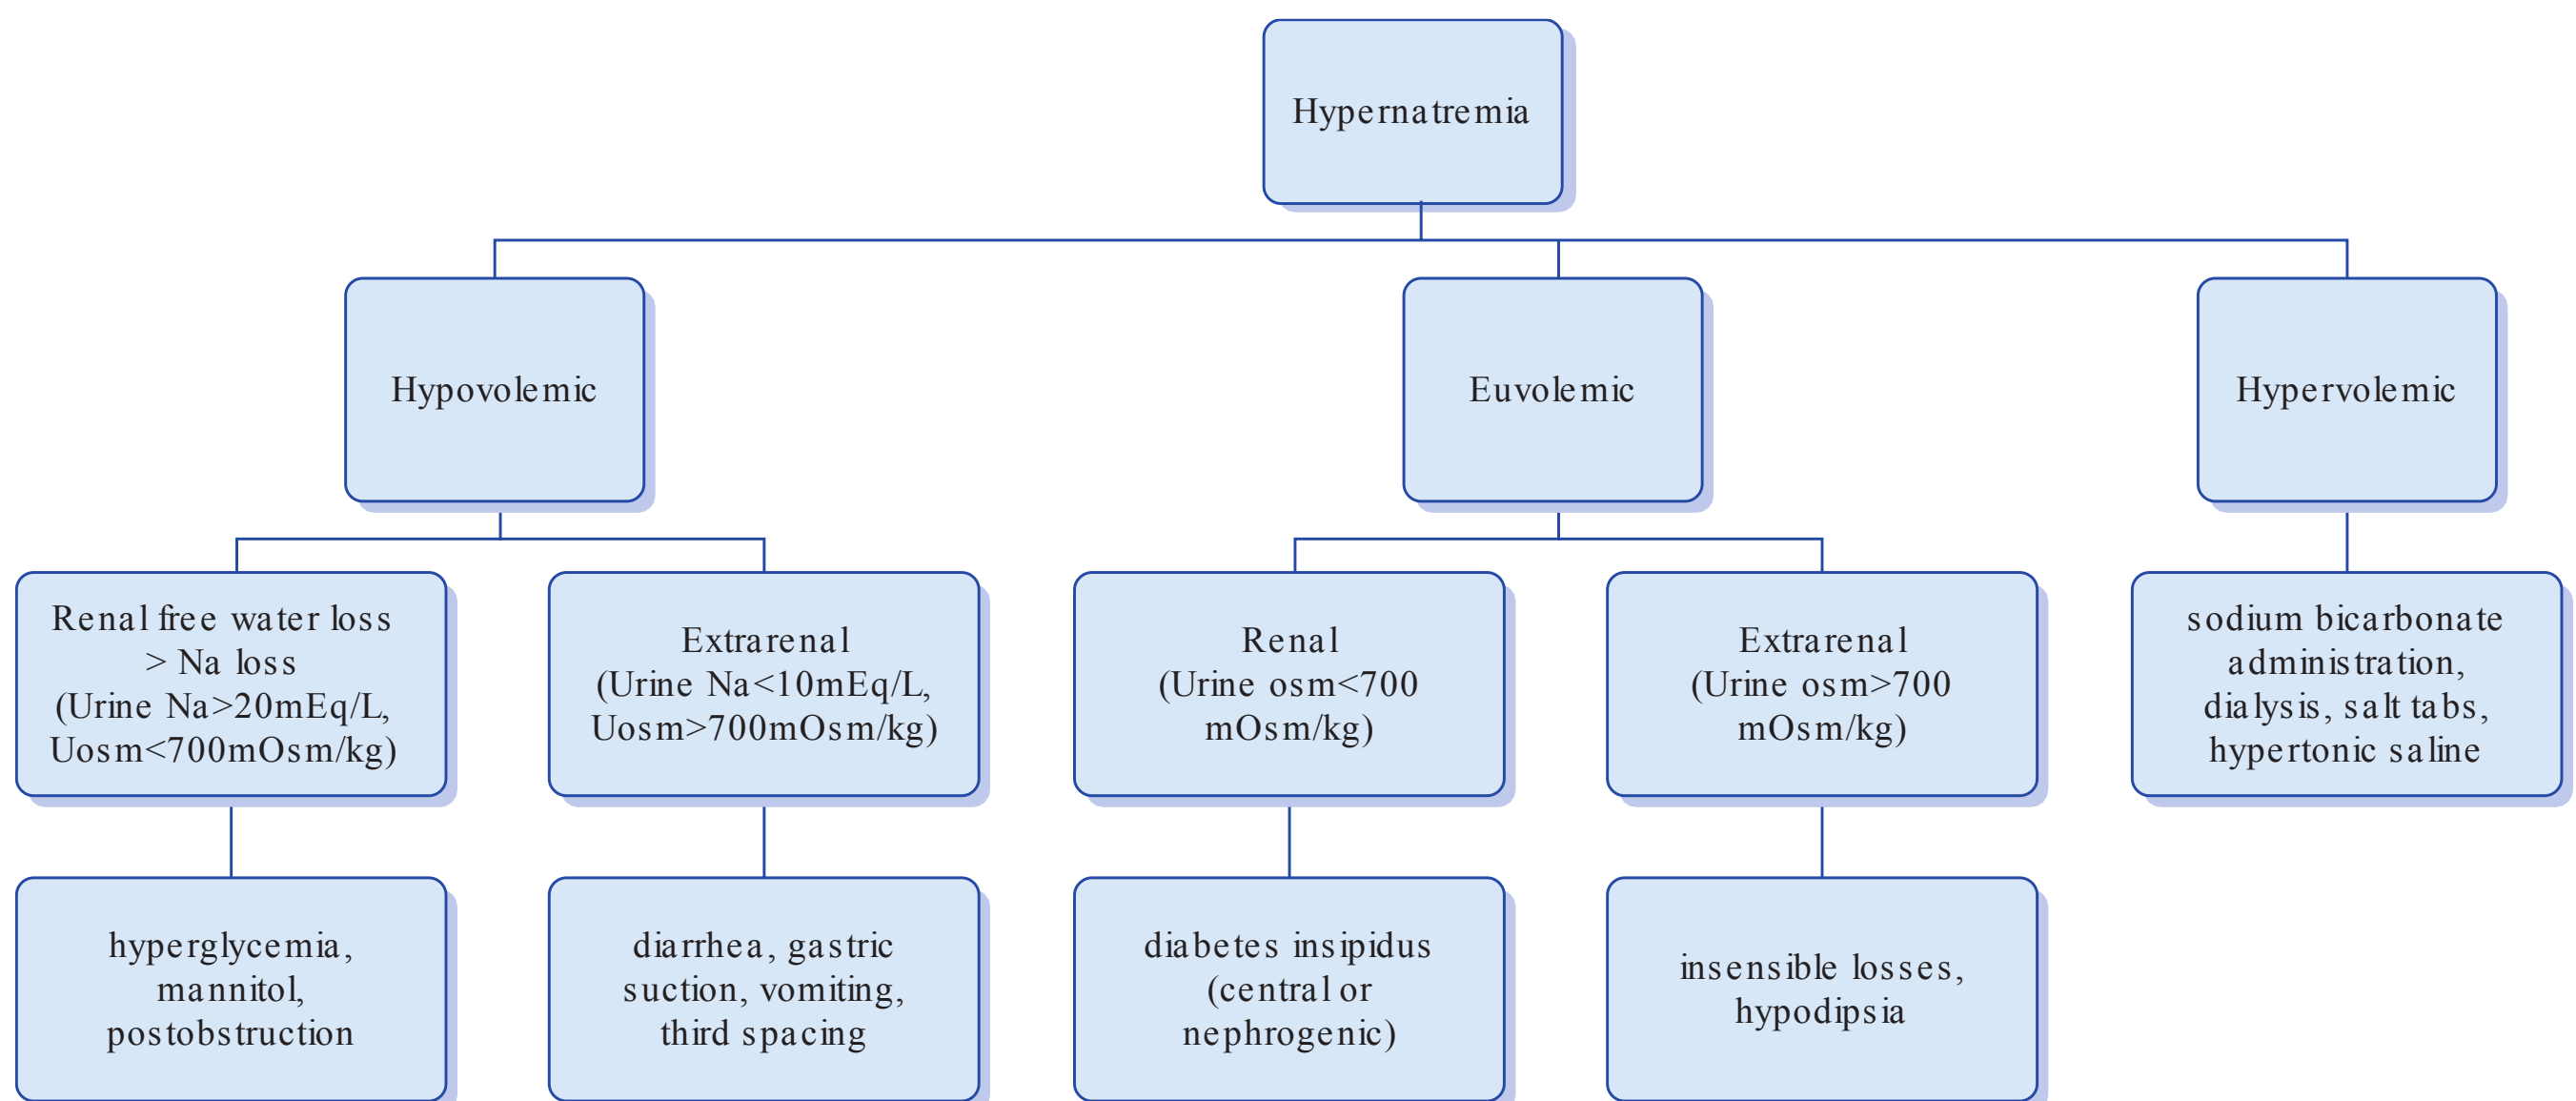 Hypernatremia
Hypovolemic
Euvolemic
Hypervolemic
Renal free water loss
> Na loss
(Urine Na>20mEq/L,
Uosm<700mOsm/kg)
Extrarenal
(Urine Na<10mEq/L,
Uosm>700mOsm/kg)
Renal
(Urine osm<700
mOsm/kg)
Extrarenal
(Urine osm>700
mOsm/kg)
sodium bicarbonate
administration,
dialysis, salt tabs,
hypertonic saline
hyperglycemia,
mannitol,
postobstruction
diarrhea, gastric
suction, vomiting,
third spacing
diabetes insipidus
(central or
nephrogenic)
insensible losses,
hypodipsia